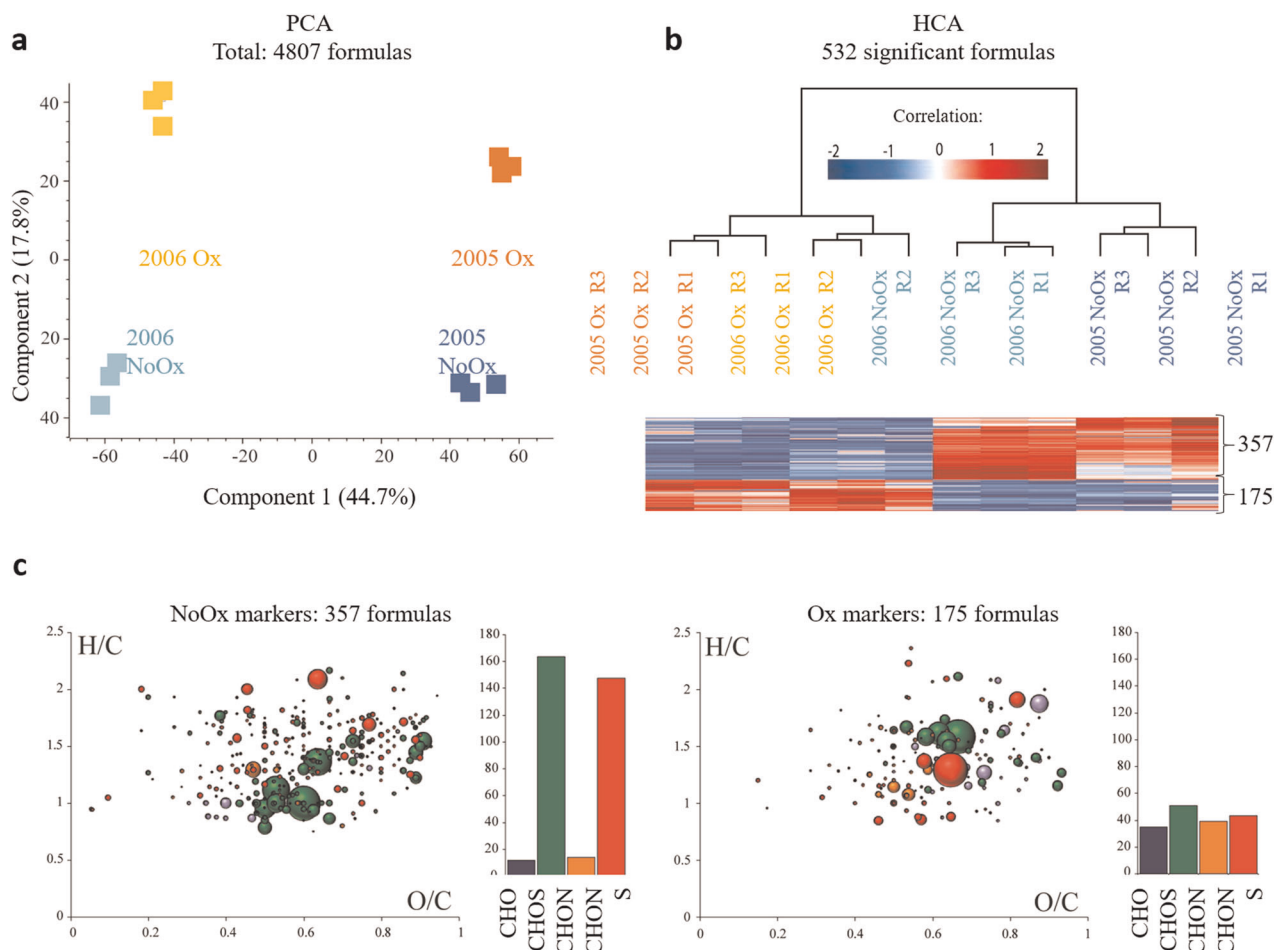 a
PCA
Total: 4807 formulas
40
20
0
20
40
Component 2 (17.8%)
2006 Ox
2005 Ox
2006
NoOx
2005
NoOx
-60
-40
-20
0
20
40
60
Component 1 (44.7%)
b
HCA
532 significant formulas
Correlation:
-2
-1
0
1
2
2005 Ox R3
2005 Ox R2
2005 Ox R1
2006 Ox R3
2006 Ox R1
2006 Ox R2
2006 NoOx
R2
2006 NoOx
R3
2006 NoOx
R1
2005 NoOx
R3
2005 NoOx
R2
2005 NoOx
R1
357
175
c
NoOx markers: 357 formulas
2.5
H/C
2
1.5
1
0.5
0
O/C
0
0.2
0.4
0.6
0.8
1
180
160
140
120
100
80
60
40
20
0
CHO
CHOS
CHON
CHON
S
Ox markers: 175 formulas
2.5
H/C
2
1.5
1
0.5
0
O/C
0
0.2
0.4
0.6
0.8
1
180
160
140
120
100
80
60
40
20
0
CHO
CHOS
CHON
CHON
S